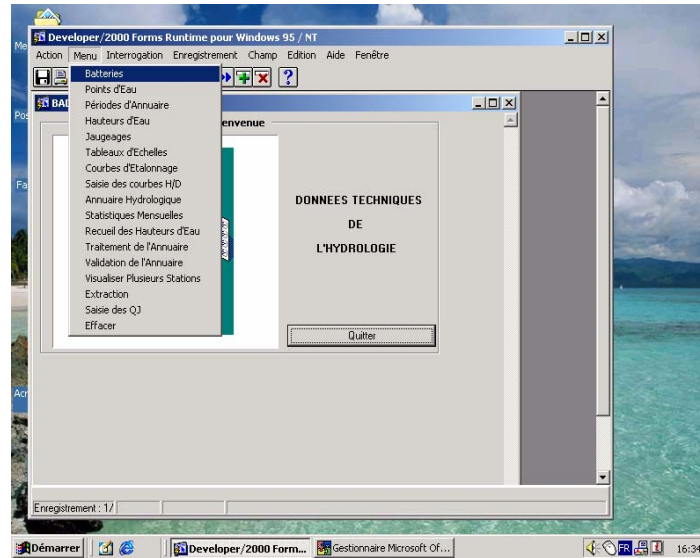 Developer/2000 Forms Runtime pour Windows 95 / NT
Action Menu Interrogation Enregistrement Champ Edition Aide Fenêtre
Batteries
Points d'Eau
Périodes d'Annuaire
Hauteurs d'Eau
Jaugeages
Tableaux d'Echelles
Courbes d'Etalonnage
Saisie des courbes H/D
Annuaire Hydrologique
Statistiques Mensuelles
Recueil des Hauteurs d'Eau
Traitement de l'Annuaire
Validation de l'Annuaire
Visualiser Plusieurs Stations
Extraction
Saisie des QJ
Effacer
DONNEES TECHNIQUES
DE
L'HYDROLOGIE
Quitter
Enregistrement : 1/
Démarrer
Developer/2000 Form...
Gestionnaire Microsoft Of...
FR